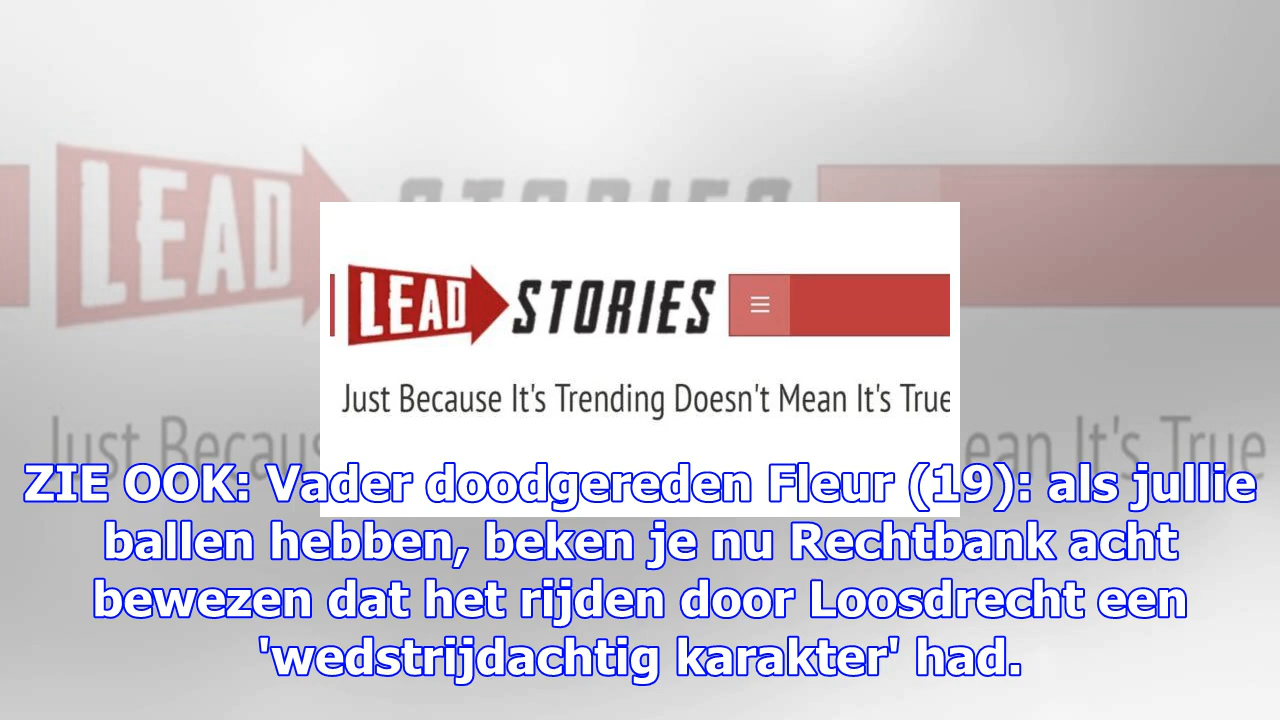 LEAD STORIES
Just Because It's Trending Doesn't Mean It's True
ZIE OOK: Vader doodgereden Fleur (19): als jullie
ballen hebben, beken je nu Rechtbank acht
bewezen dat het rijden door Loosdrecht een
'wedstrijdachtig karakter' had.